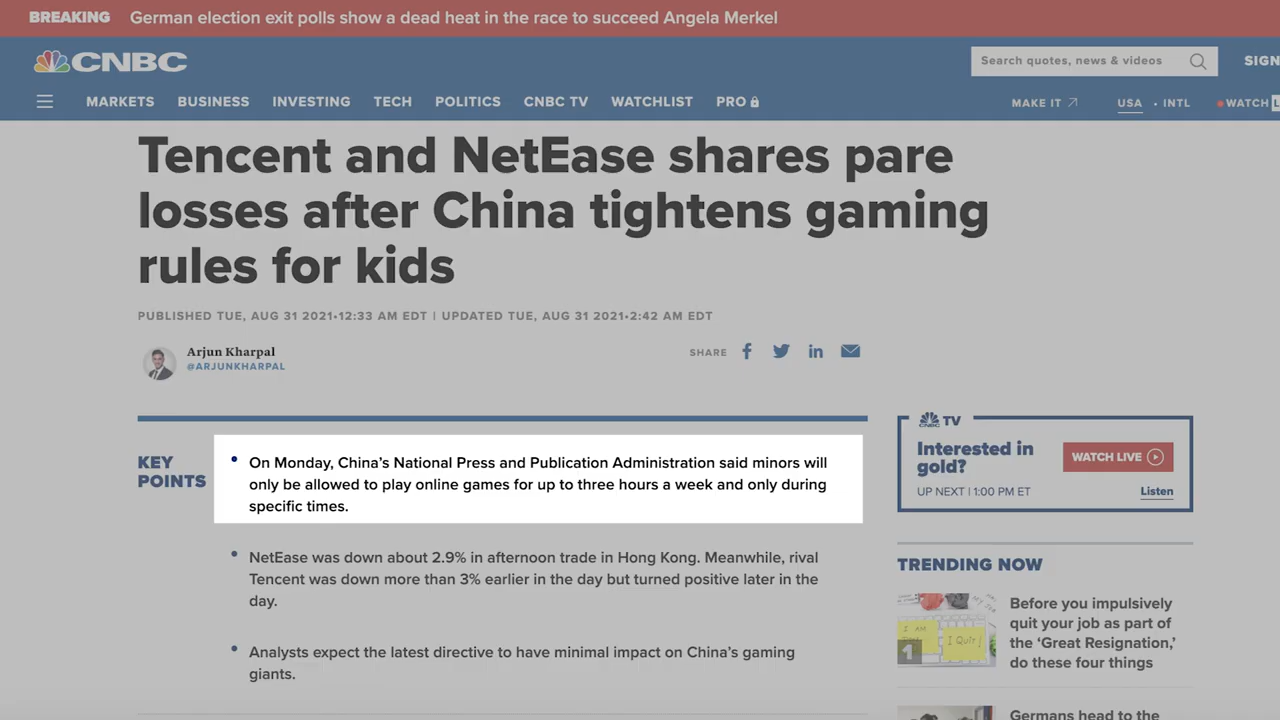 BREAKING German election exit polls show a dead heat in the race to succeed Angela Merkel
CNBC
Search quotes, news & videos
SIGN
MARKETS BUSINESS INVESTING TECH POLITICS CNBC TV WATCHLIST PRO
MAKE IT USA • INTL WATCH L
Tencent and NetEase shares pare
losses after China tightens gaming
rules for kids
PUBLISHED TUE, AUG 31 2021•12:33 AM EDT | UPDATED TUE, AUG 31 2021•2:42 AM EDT
Arjun Kharpal
@ARJUNKHARPAL
SHARE
KEY
POINTS
• On Monday, China’s National Press and Publication Administration said minors will
only be allowed to play online games for up to three hours a week and only during
specific times.
• NetEase was down about 2.9% in afternoon trade in Hong Kong. Meanwhile, rival
Tencent was down more than 3% earlier in the day but turned positive later in the
day.
• Analysts expect the latest directive to have minimal impact on China’s gaming
giants.
CNBC TV
Interested in
gold?
WATCH LIVE
UP NEXT | 1:00 PM ET
Listen
TRENDING NOW
I Quit!
1
Before you impulsively
quit your job as part of
the ‘Great Resignation,’
do these four things
Germans head to the